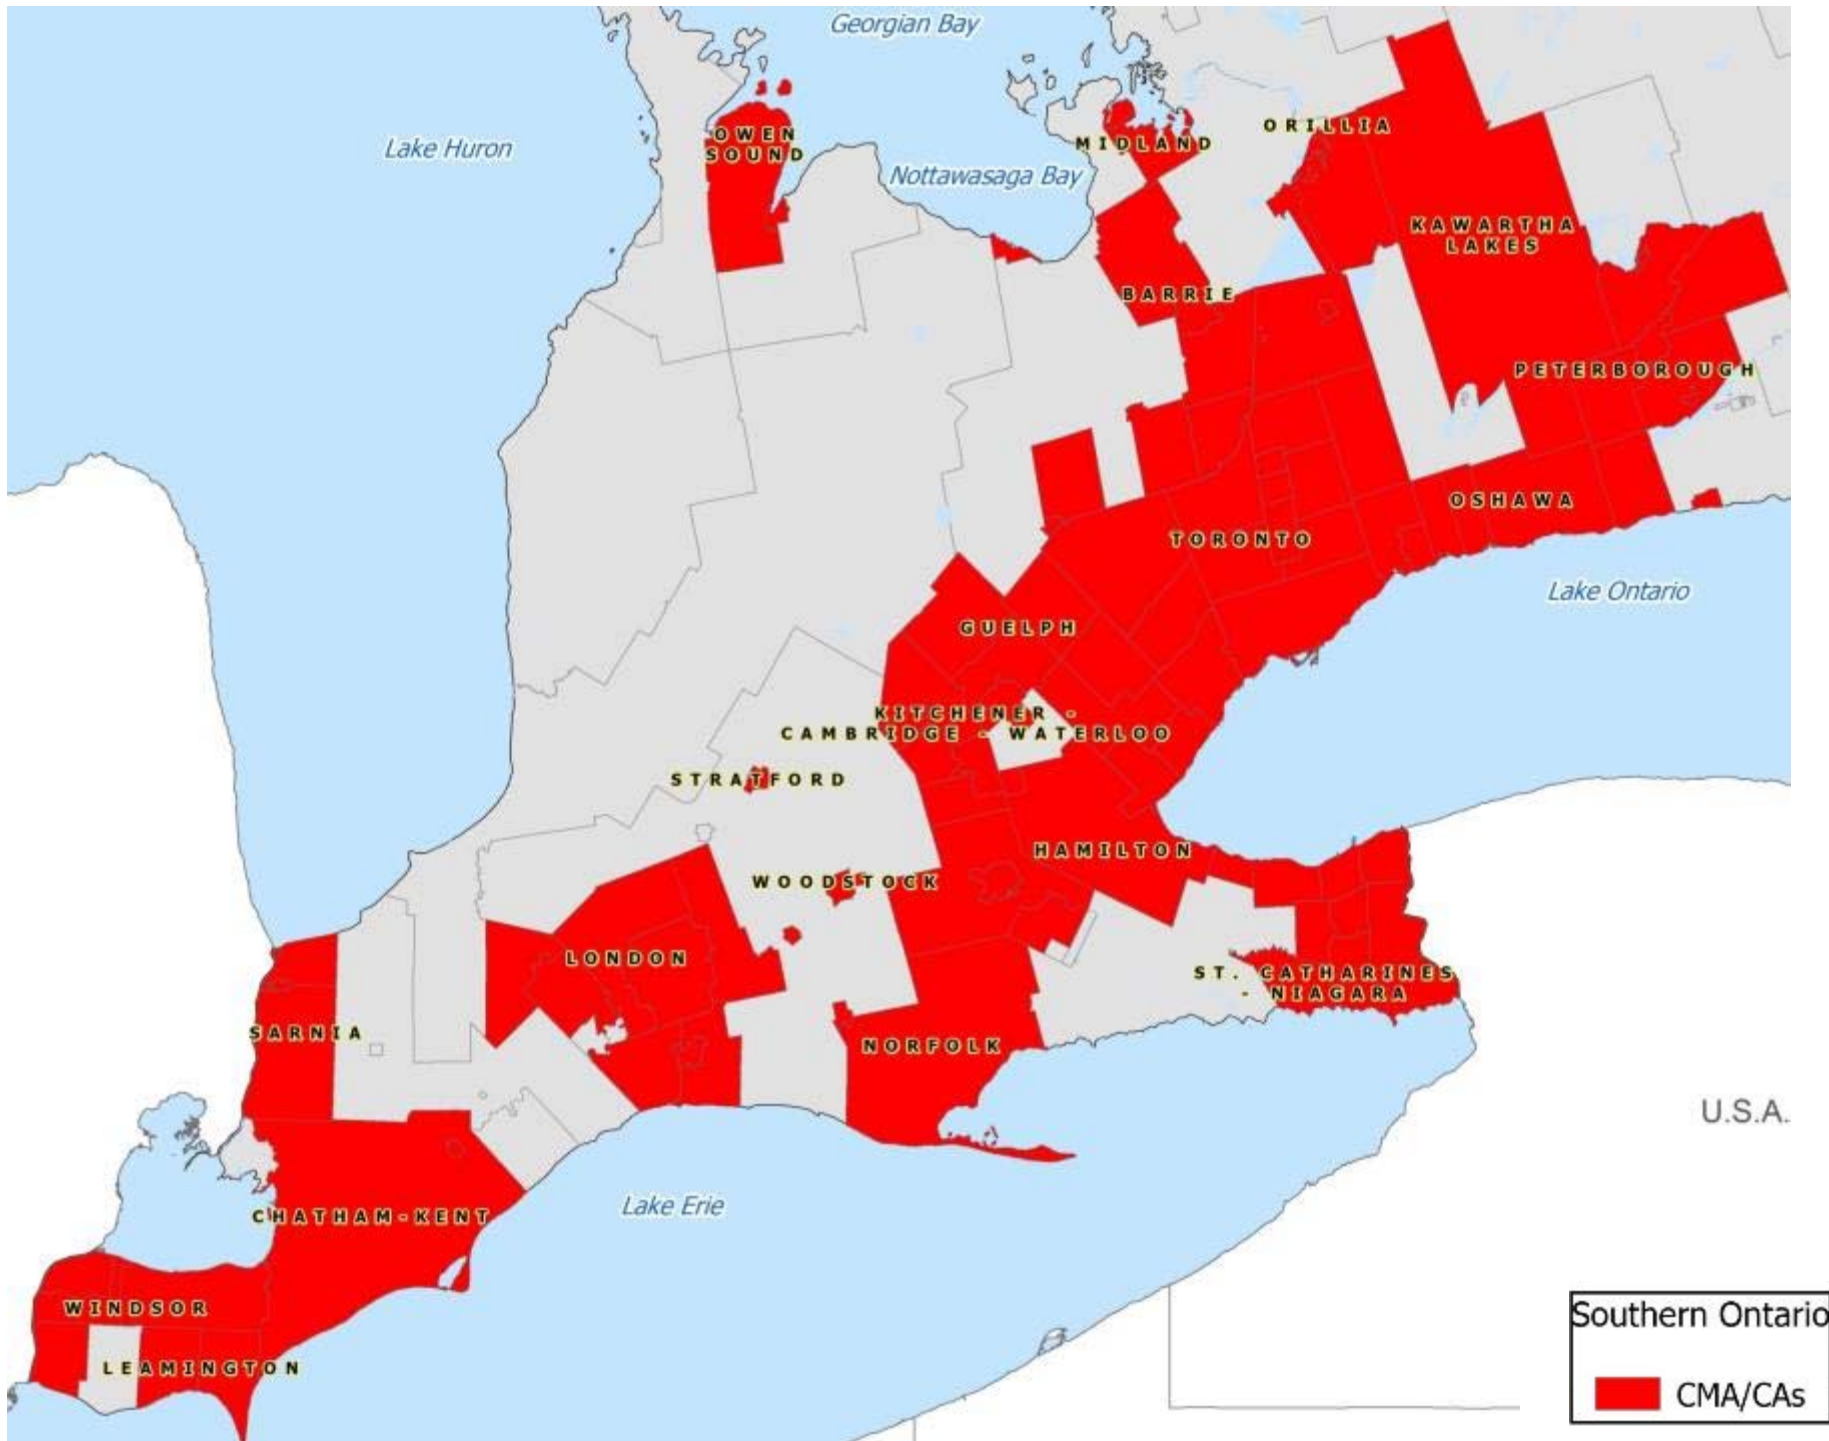 Georgian Bay
ORILLIA
OWEN
SOUND
Lake Huron
MIDLAND
Nottawasaga Bay
KAWARTHA
LAKES
BARRIE
PETERBOROUGH
OSHAWA
TORONTO
Lake Ontario
GUELPH
KITCHENER -
CAMBRIDGE - WATERLOO
STRATFORD
HAMILTON
WOODSTOCK
LONDON
ST. CATHARINES
- NIAGARA
SARNIA
NORFOLK
U.S.A.
Lake Erie
CHATHAM-KENT
WINDSOR
LEAMINGTON
Southern Ontario
CMA/CAs